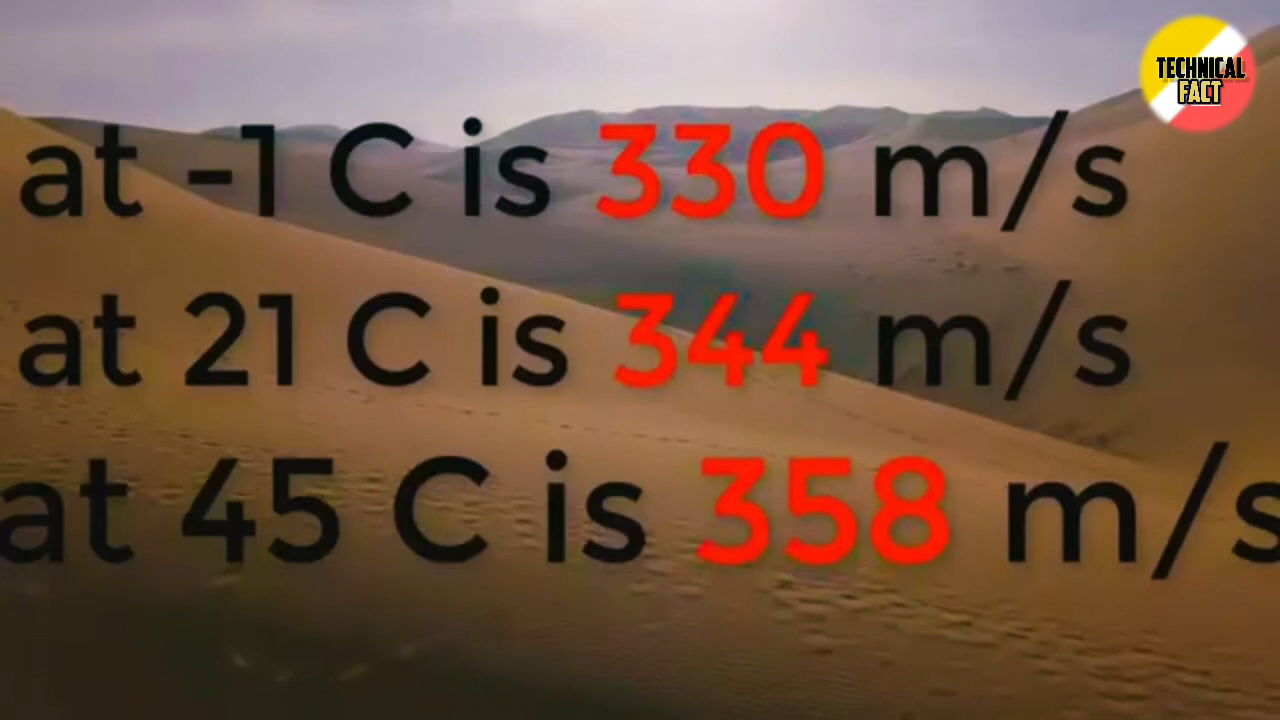 TECHNICAL
FACT
at -1 C is 330 m/s
at 21 C is 344 m/s
at 45 C is 358 m/s